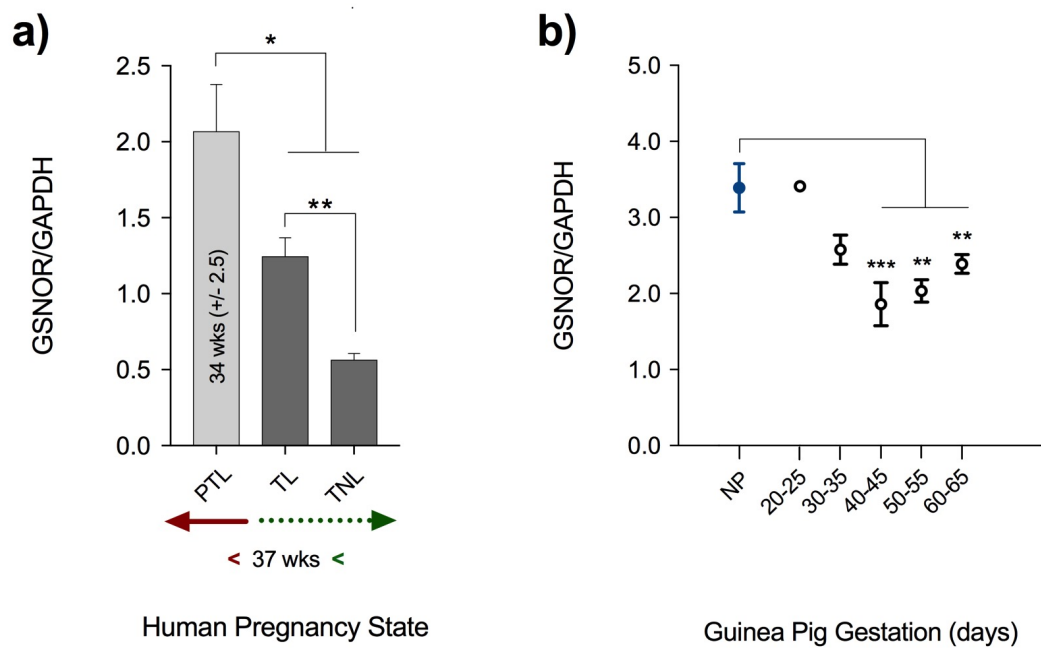 a)
*
2.5
2.0
**
1.5
1.0
0.5
0.0
GSNOR/GAPDH
34 wks (+/- 2.5)
PTL
TL
TNL
< 37 wks <
Human Pregnancy State
b)
5.0
4.0
3.0
2.0
1.0
0.0
GSNOR/GAPDH
***
**
**
NP
20-25
30-35
40-45
50-55
60-65
Guinea Pig Gestation (days)